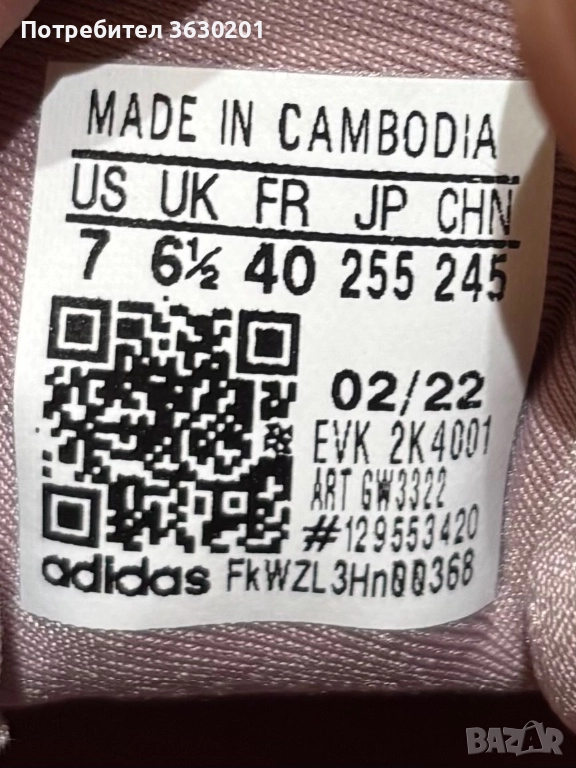 Потребител 3630201
MADE IN CAMBODIA
US UK FR JP CHN
7 6½ 40 255 245
02/22
EVK 2K4001
ART GW3322
#129553420
adidas FkWZL3Hn00368
BAZAR